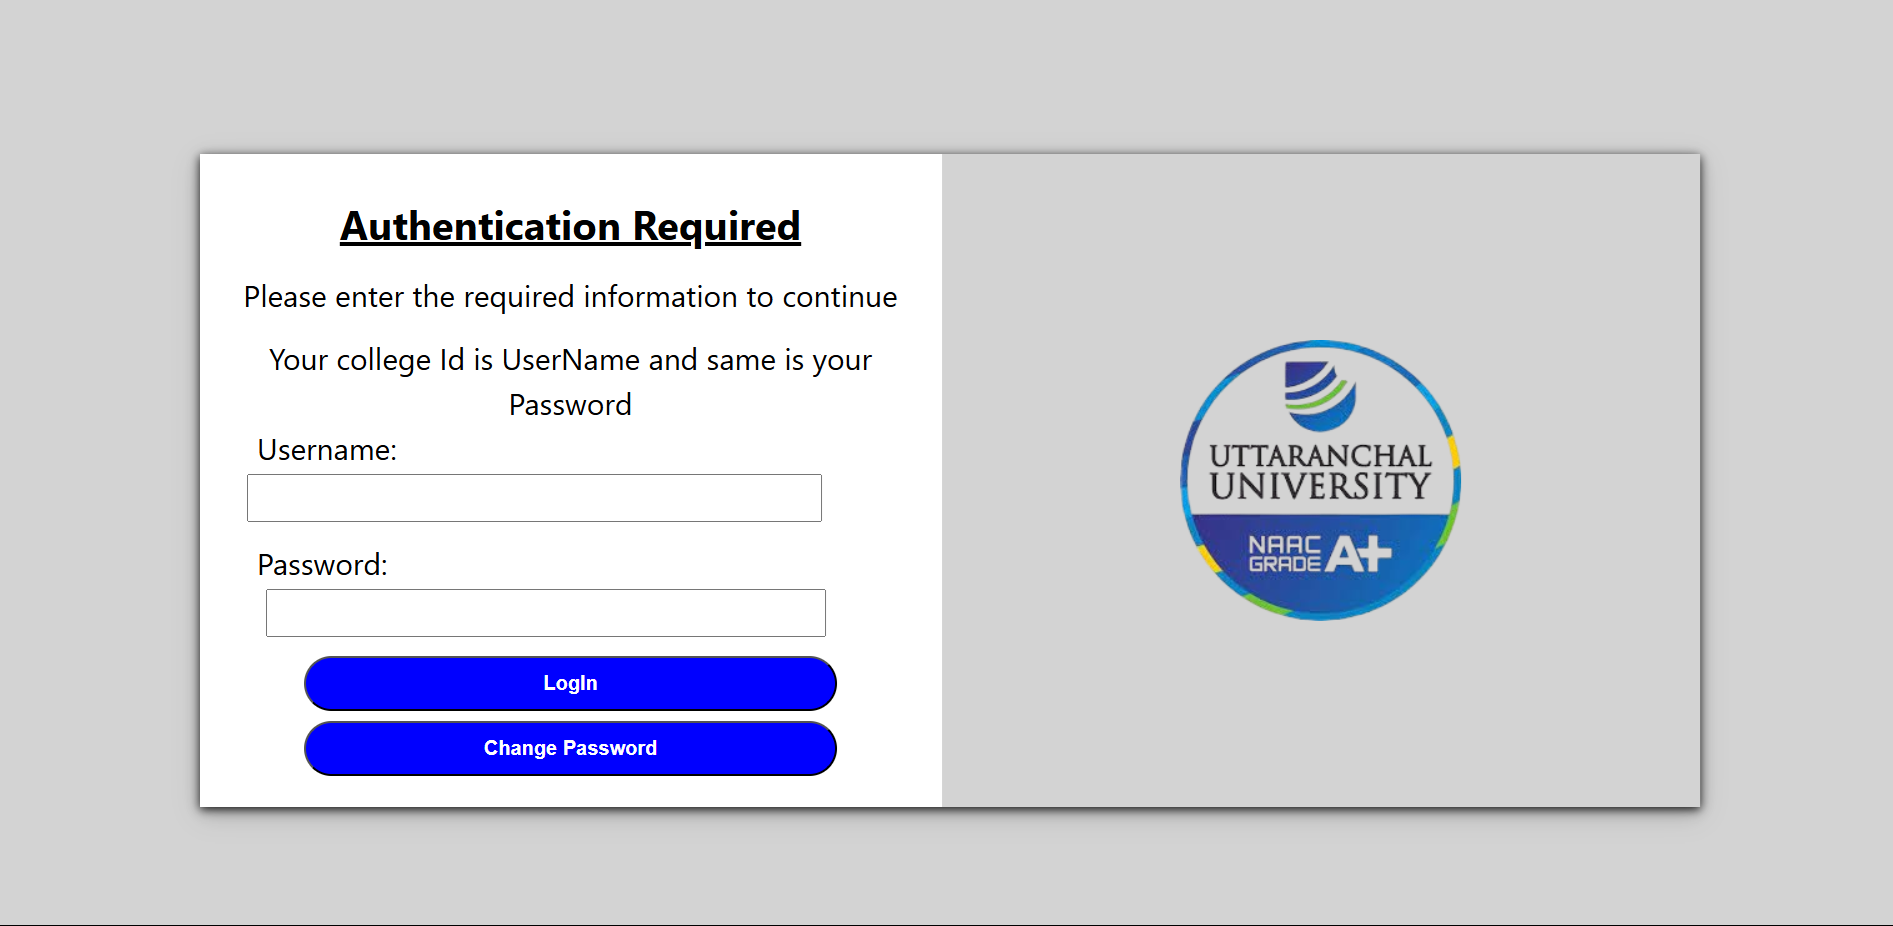 Authentication Required
Please enter the required information to continue
Your college Id is UserName and same is your
Password
Username:
Password:
LogIn
Change Password
UTTARANCHAL
UNIVERSITY
NAAC
GRADE A+